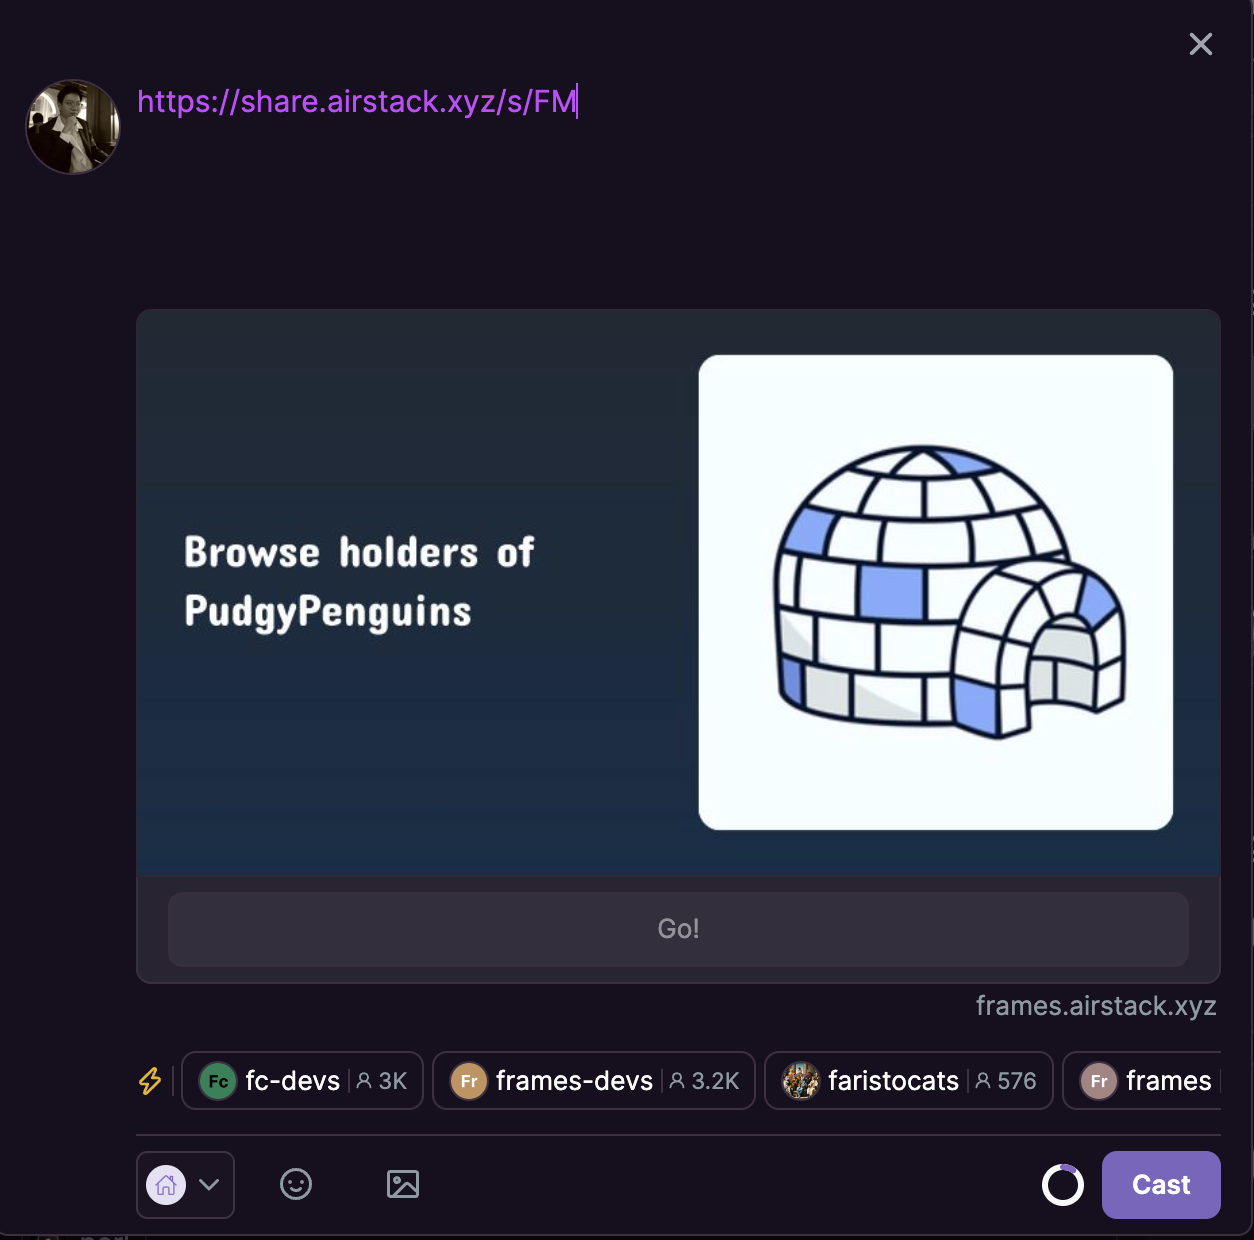 https://share.airstack.xyz/s/FM
Browse holders of
PudgyPenguins
Go!
frames.airstack.xyz
Fc fc-devs 3K
Fr frames-devs 3.2K
faristocats 576
Fr frames
Cast